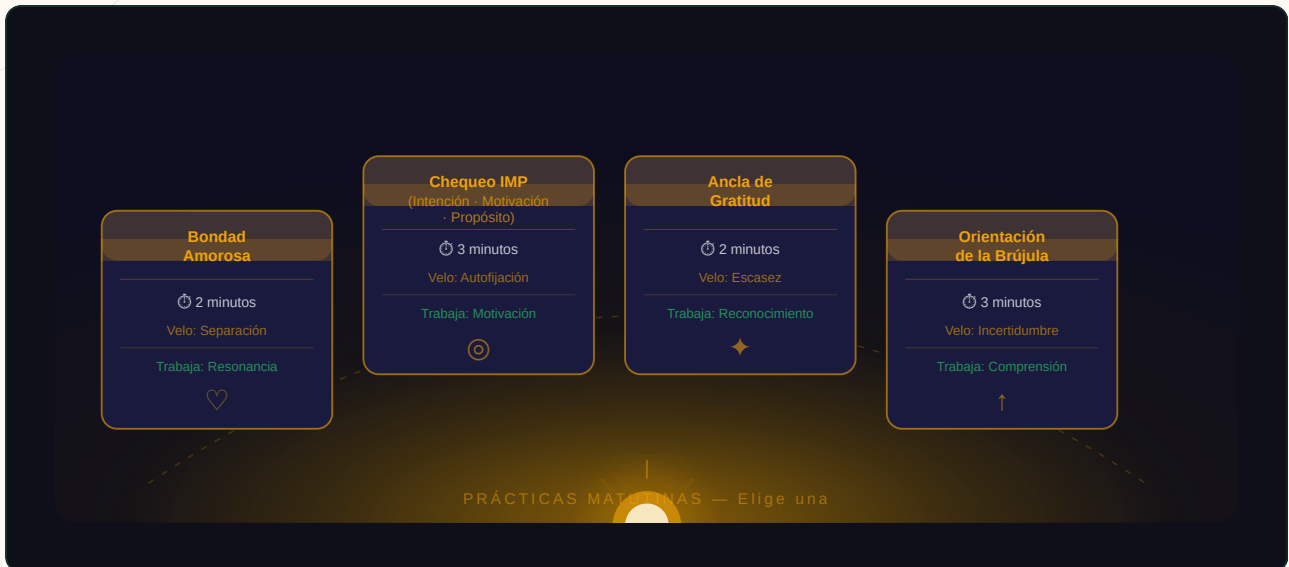 Bondad
Amorosa
⏱ 2 minutos
Velo: Separación
Trabaja: Resonancia
Chequeo IMP
(Intención · Motivación
· Propósito)
⏱ 3 minutos
Velo: Autofijación
Trabaja: Motivación
Ancla de
Gratitud
⏱ 2 minutos
Velo: Escasez
Trabaja: Reconocimiento
Orientación
de la Brújula
⏱ 3 minutos
Velo: Incertidumbre
Trabaja: Comprensión
PRÁCTICAS MATUTINAS — Elige una